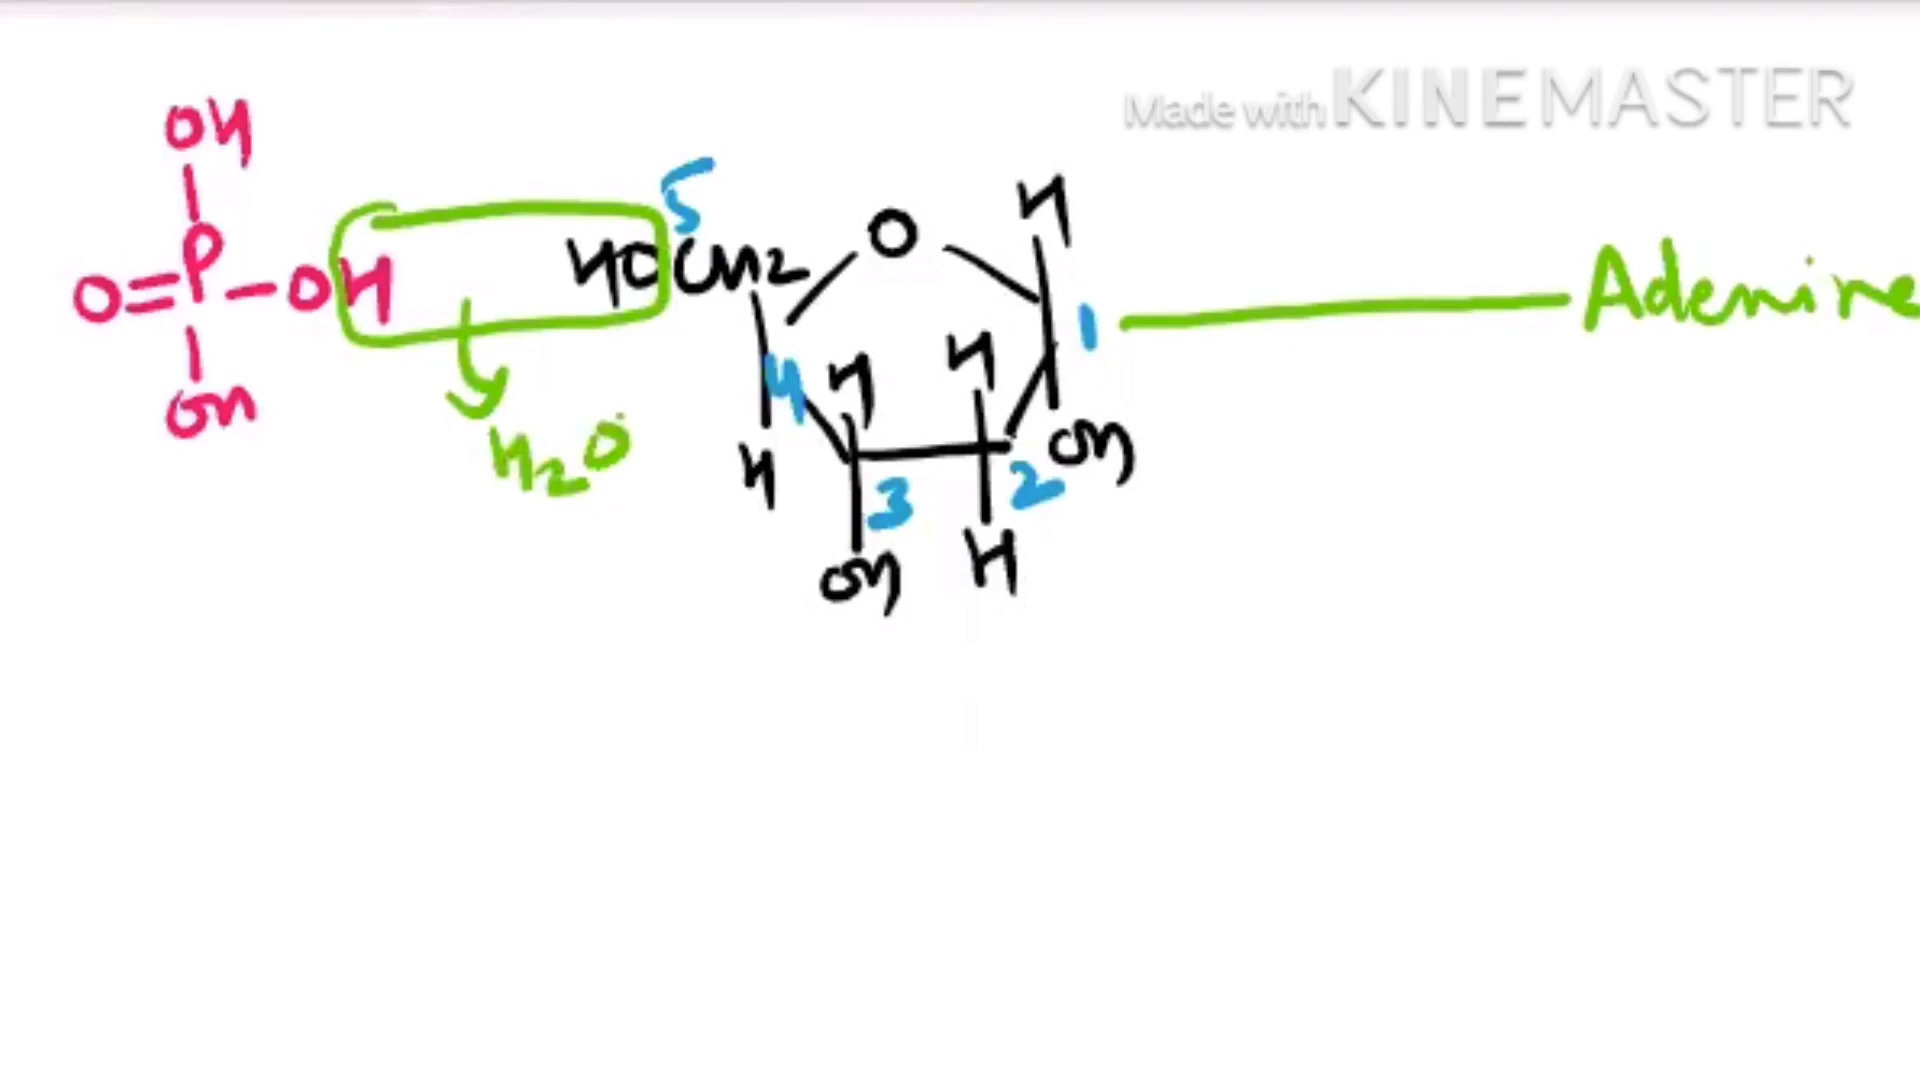 Made with KINEMASTER
OH
5
H
O
P
O=P-OH
HOCH2
1
Adenine
4
H
H
OH
H2O
H
3
2
OH
OH
H